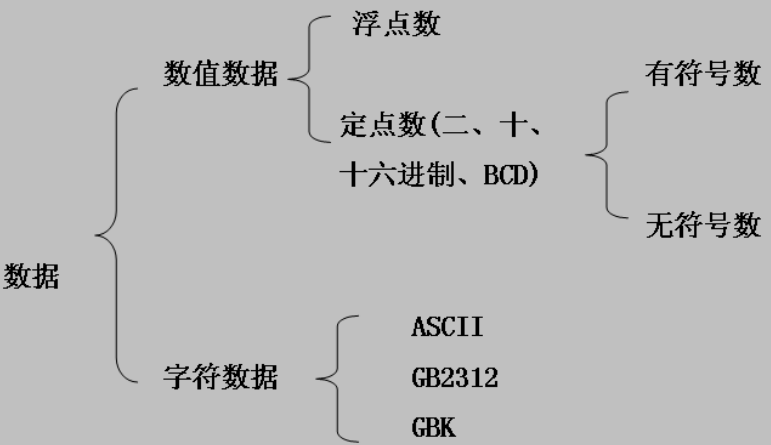 浮点数
数值数据
有符号数
定点数(二、十、
十六进制、BCD)
无符号数
数据
ASCII
字符数据
GB2312
GBK